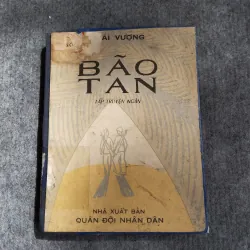 ÁI VƯƠNG
BÃO
TAN
TẬP TRUYỆN NGẮN
NHÀ XUẤT BẢN
QUÂN ĐỘI NHÂN DÂN